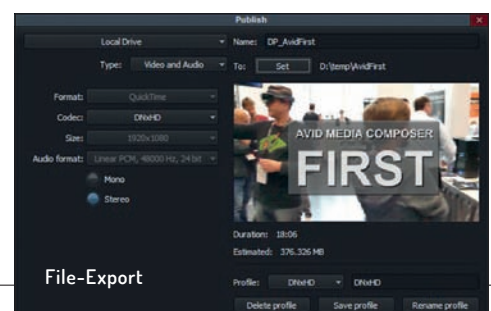 Publish
Local Drive
Name: DP_AvidFirst
Type: Video and Audio
To: Set D:\temp\AvidFirst
Format: QuickTime
Codec: DNxHD
Size: 1920x1080
Audio format: Linear PCM, 48000 Hz, 24 bit
Mono
Stereo
AVID MEDIA COMPOSER
FIRST
Duration: 18:06
Estimated: 376.326 MB
File-Export
Profile: DNxHD DNxHD
Delete profile Save profile Rename profile